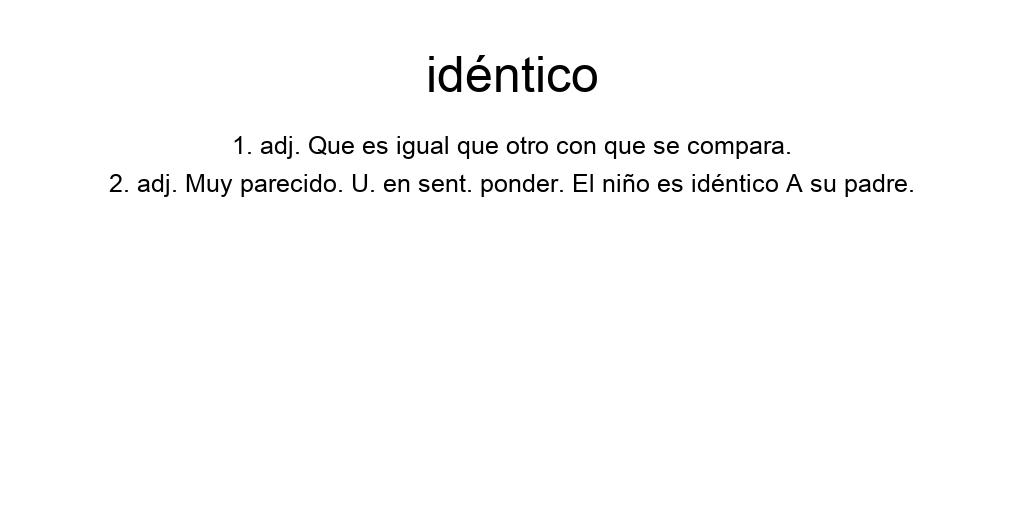 idéntico
1. adj. Que es igual que otro con que se compara.
2. adj. Muy parecido. U. en sent. ponder. El niño es idéntico A su padre.